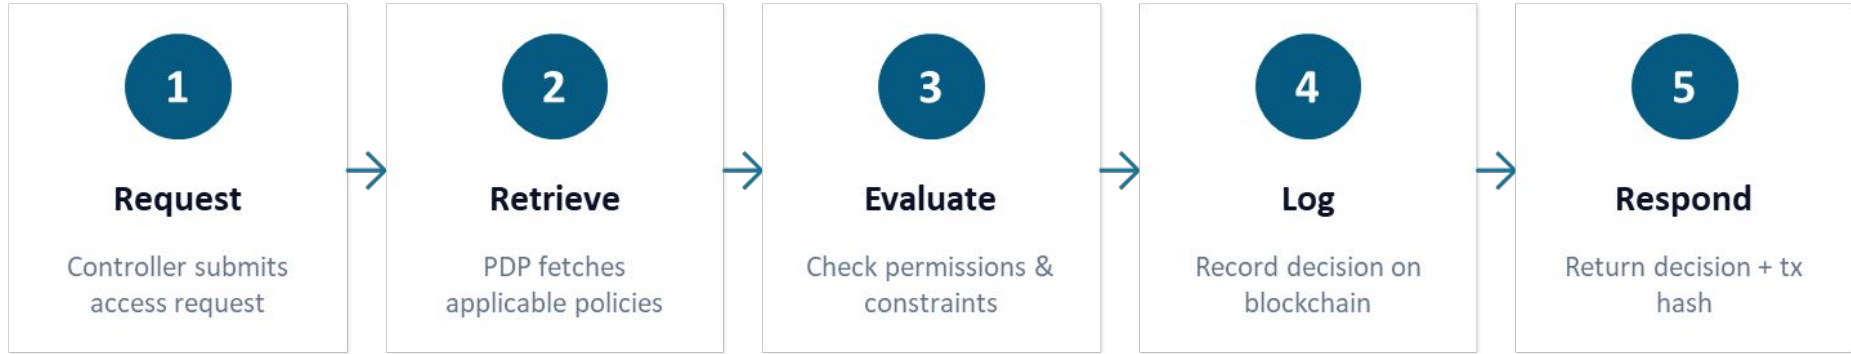 1
Request
Controller submits
access request
2
Retrieve
PDP fetches
applicable policies
3
Evaluate
Check permissions &
constraints
4
Log
Record decision on
blockchain
5
Respond
Return decision + tx
hash